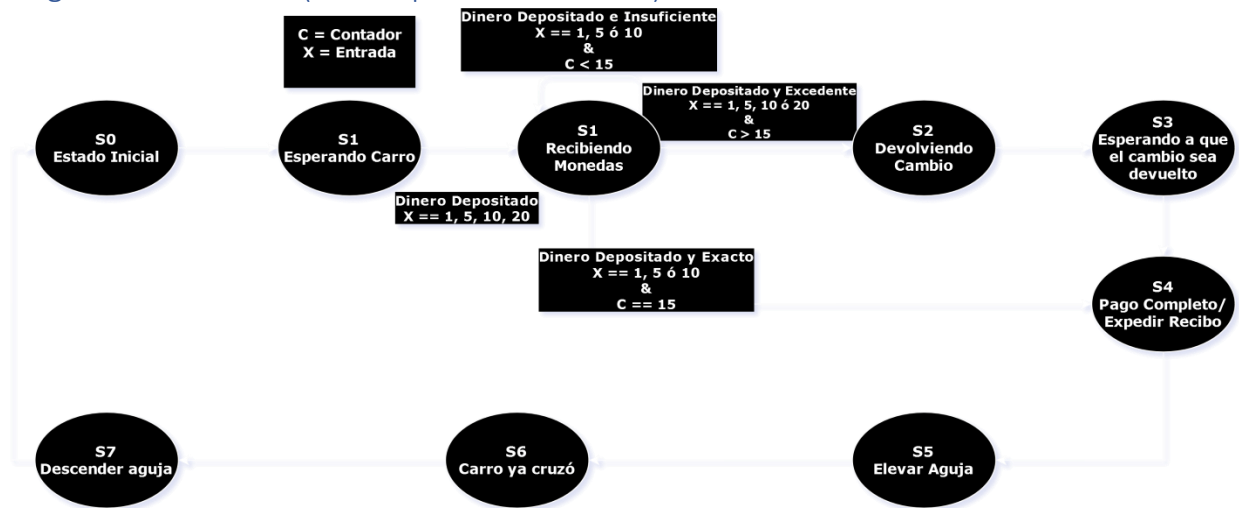 C = Contador
X = Entrada
Dinero Depositado e Insuficiente
X == 1, 5 ó 10
&
C < 15
Dinero Depositado y Excedente
X == 1, 5, 10 ó 20
&
C > 15
S0
Estado Inicial
S1
Esperando Carro
S1
Recibiendo
Monedas
S2
Devolviendo
Cambio
S3
Esperando a que
el cambio sea
devuelto
Dinero Depositado
X == 1, 5, 10, 20
Dinero Depositado y Exacto
X == 1, 5 ó 10
&
C == 15
S4
Pago Completo/
Expedir Recibo
S7
Descender aguja
S6
Carro ya cruzó
S5
Elevar Aguja